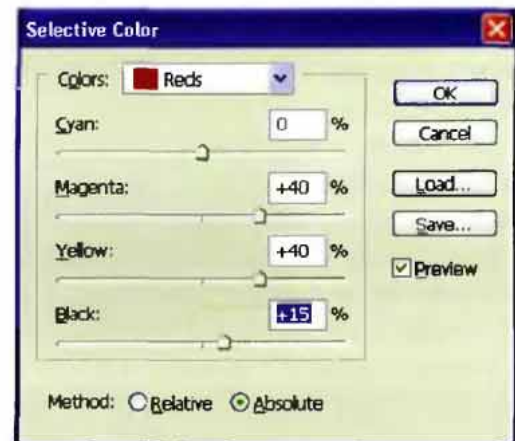 Selective Color
Colors: Reds
Cyan: 0 %
Magenta: +40 %
Yellow: +40 %
Black: +15 %
Method: Relative Absolute
OK
Cancel
Load...
Save...
Preview